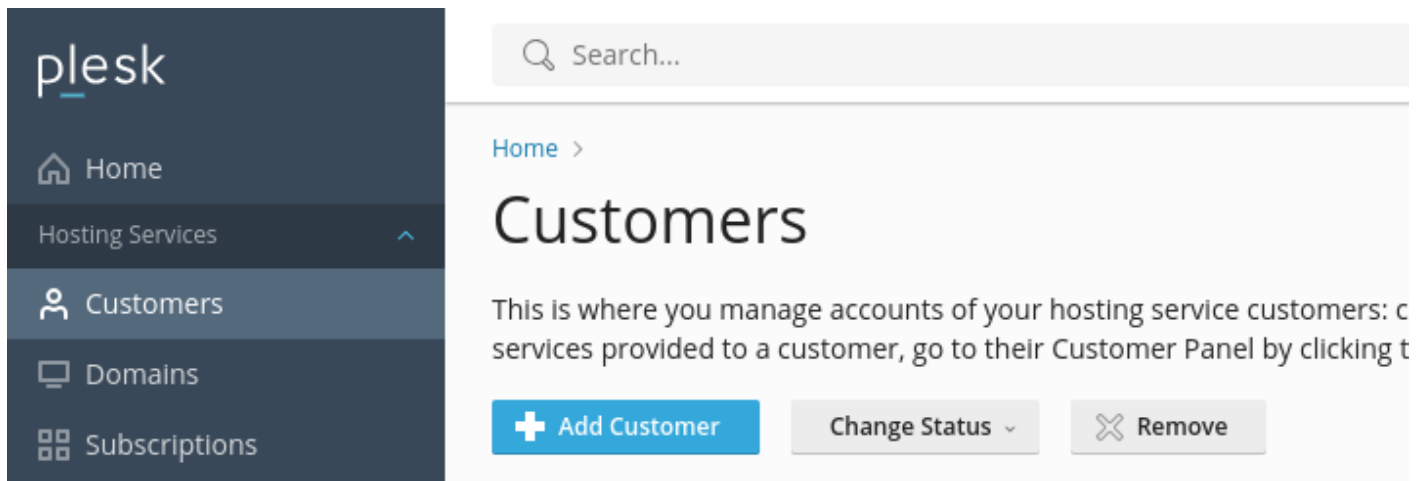 plesk
Home
Hosting Services
Customers
Domains
Subscriptions
Search...
Home >
Customers
This is where you manage accounts of your hosting service customers:
services provided to a customer, go to their Customer Panel by clicking
Add Customer
Change Status
Remove